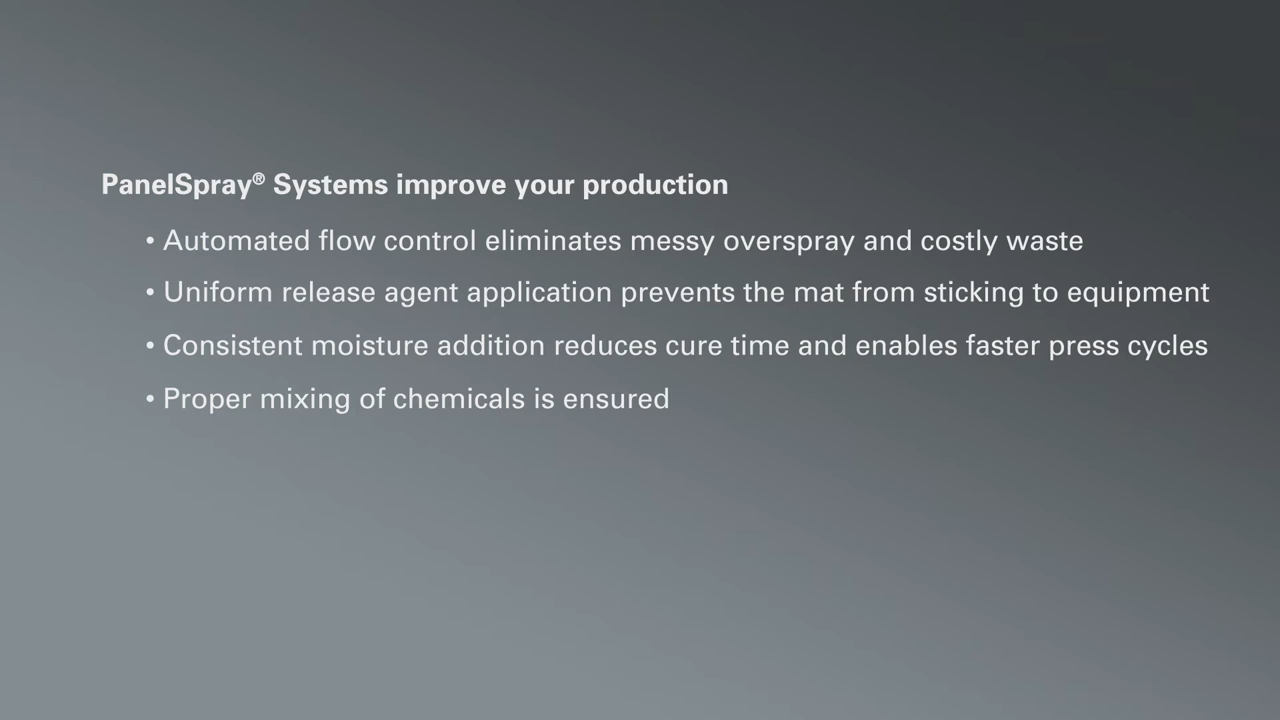 PanelSpray® Systems improve your production
• Automated flow control eliminates messy overspray and costly waste
• Uniform release agent application prevents the mat from sticking to equipment
• Consistent moisture addition reduces cure time and enables faster press cycles
• Proper mixing of chemicals is ensured